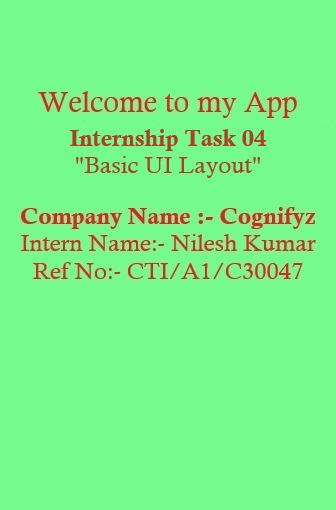 Welcome to my App
Internship Task 04
"Basic UI Layout"
Company Name :- Cognifyz
Intern Name:- Nilesh Kumar
Ref No:- CTI/A1/C30047